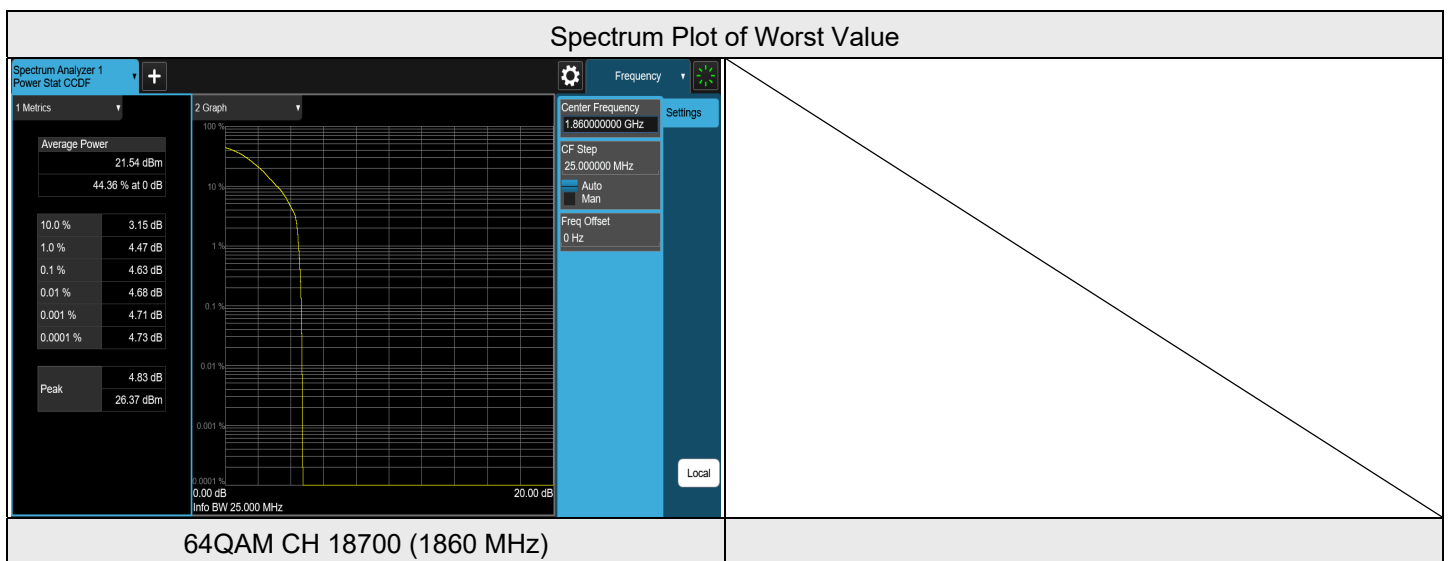 Spectrum Plot of Worst Value
Spectrum Analyzer 1
Power Stat CCDF
+
Frequency
1 Metrics
2 Graph
Average Power
21.54 dBm
44.36 % at 0 dB
10.0 % 3.15 dB
1.0 % 4.47 dB
0.1 % 4.63 dB
0.01 % 4.68 dB
0.001 % 4.71 dB
0.0001 % 4.73 dB
Peak 4.83 dB
26.37 dBm
100 %
10 %
1 %
0.1 %
0.01 %
0.001 %
0.0001 %
0.00 dB 20.00 dB
Info BW 25.000 MHz
Center Frequency
1.860000000 GHz
CF Step
25.000000 MHz
Auto
Man
Freq Offset
0 Hz
Settings
Local
64QAM CH 18700 (1860 MHz)